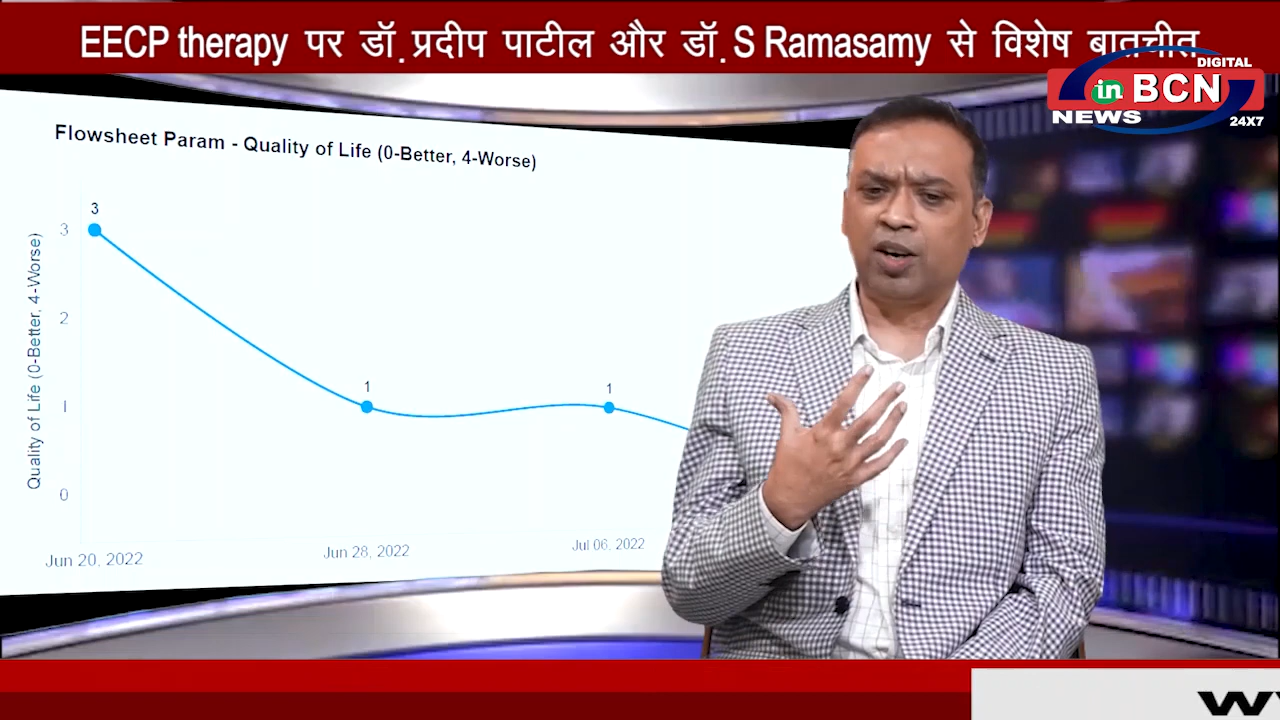 EECP therapy पर डॉ.प्रदीप पाटील और डॉ.S Ramasamy से विशेष बातचीत
DIGITAL
in BCN
NEWS
24X7
Flowsheet Param - Quality of Life (0-Better, 4-Worse)
Quality of Life (0-Better, 4-Worse)
3
3
2
1
1
1
0
Jun 20, 2022
Jun 28, 2022
Jul 06, 2022